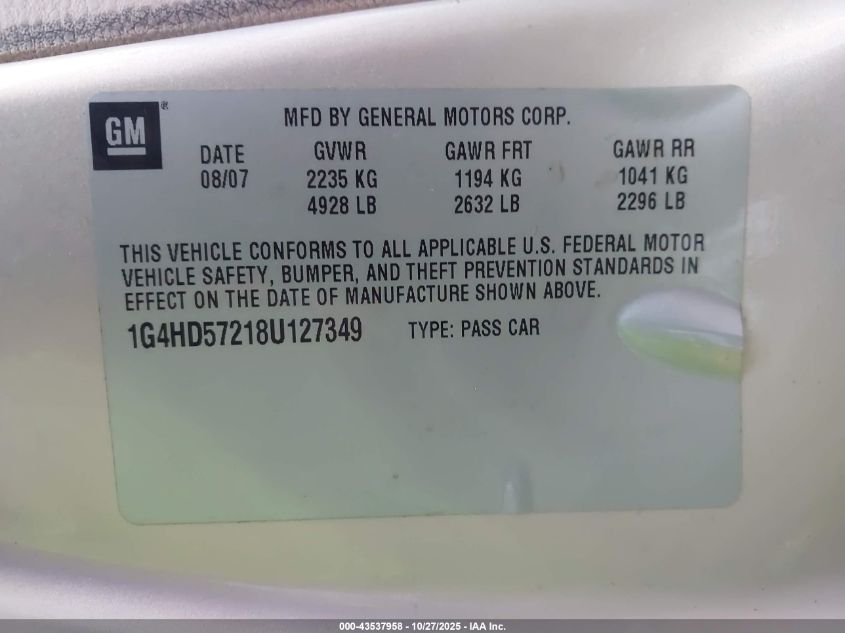 GM ®
MFD BY GENERAL MOTORS CORP.
DATE GVWR GAWR FRT GAWR RR
08/07 2235 KG 1194 KG 1041 KG
4928 LB 2632 LB 2296 LB
THIS VEHICLE CONFORMS TO ALL APPLICABLE U.S. FEDERAL MOTOR
VEHICLE SAFETY, BUMPER, AND THEFT PREVENTION STANDARDS IN
EFFECT ON THE DATE OF MANUFACTURE SHOWN ABOVE.
1G4HD57218U127349 TYPE: PASS CAR
000-43537958 - 10/27/2025 - IAA Inc.